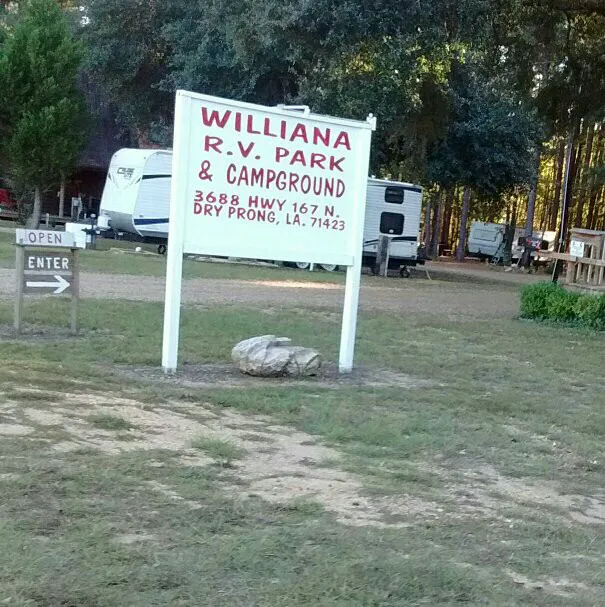 WILLIANA
R.V. PARK
& CAMPGROUND
3688 HWY 167 N.
DRY PRONG, LA. 71423
OPEN
ENTER